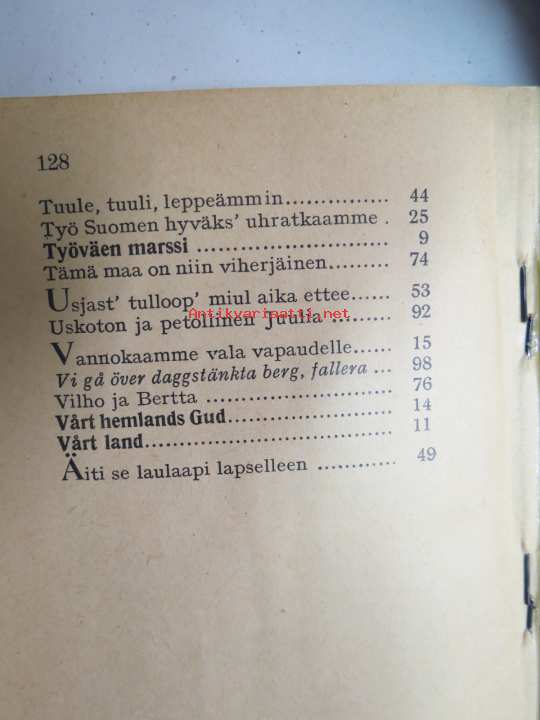 128
Tuule, tuuli, leppeämmin................ 44
Työ Suomen hyväks' uhratkaamme . 25
Työväen marssi ............................ 9
Tämä maa on niin viherjäinen......... 74
Usjast' tulloop' miul aika ettee...... 53
Uskoton ja petollinen Juulia ......... 92
Vannokaamme vala vapaudelle...... 15
Vi gå över daggstänkta berg, fallera ... 98
Vilho ja Bertta ............................ 76
Vårt hemlands Gud........................ 14
Vårt land.................................... 11
Äiti se laulaapi lapselleen ............ 49
Antikvariaatti.net